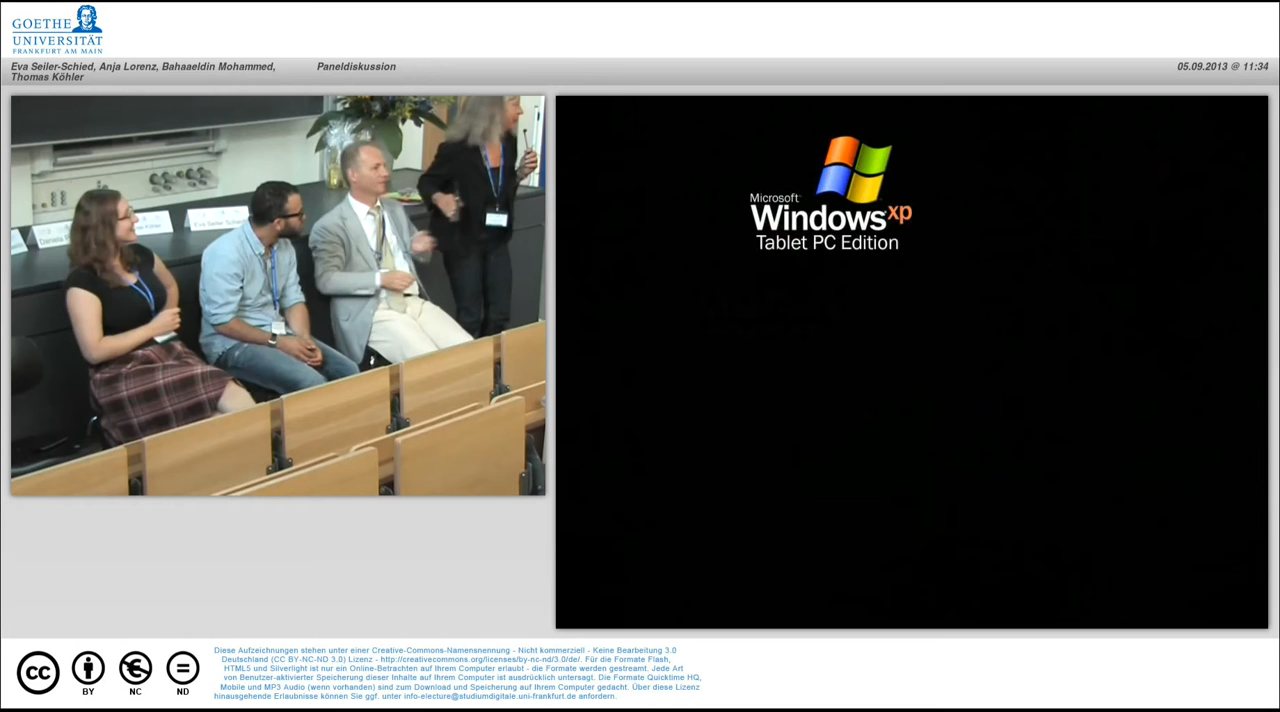 GOETHE
UNIVERSITÄT
FRANKFURT AM MAIN
Eva Seiler-Schied, Anja Lorenz, Bahaaeldin Mohammed,
Thomas Köhler
Paneldiskussion
05.09.2013 @ 11:34
Eva Seiler Schied
Microsoft
Windows xp
Tablet PC Edition
cc
BY
NC
ND
Diese Aufzeichnungen stehen unter einer Creative-Commons-Namensnennung - Nicht kommerziell - Keine Bearbeitung 3.0
Deutschland (CC BY-NC-ND 3.0) Lizenz - http://creativecommons.org/licenses/by-nc-nd/3.0/de/. Für die Formate Flash,
HTML5 und Silverlight ist nur ein Online-Betrachten auf Ihrem Computer erlaubt - die Formate werden gestreamt. Jede Art
von Benutzer-aktivierter Speicherung dieser Inhalte auf Ihrem Computer ist ausdrücklich untersagt. Die Formate Quicktime HQ,
Mobile und MP3 Audio (wenn vorhanden) sind zum Download und Speicherung auf Ihrem Computer gedacht. Über diese Lizenz
hinausgehende Erlaubnisse können Sie ggf. unter info-electure@studiumdigitale.uni-frankfurt.de anfordern.